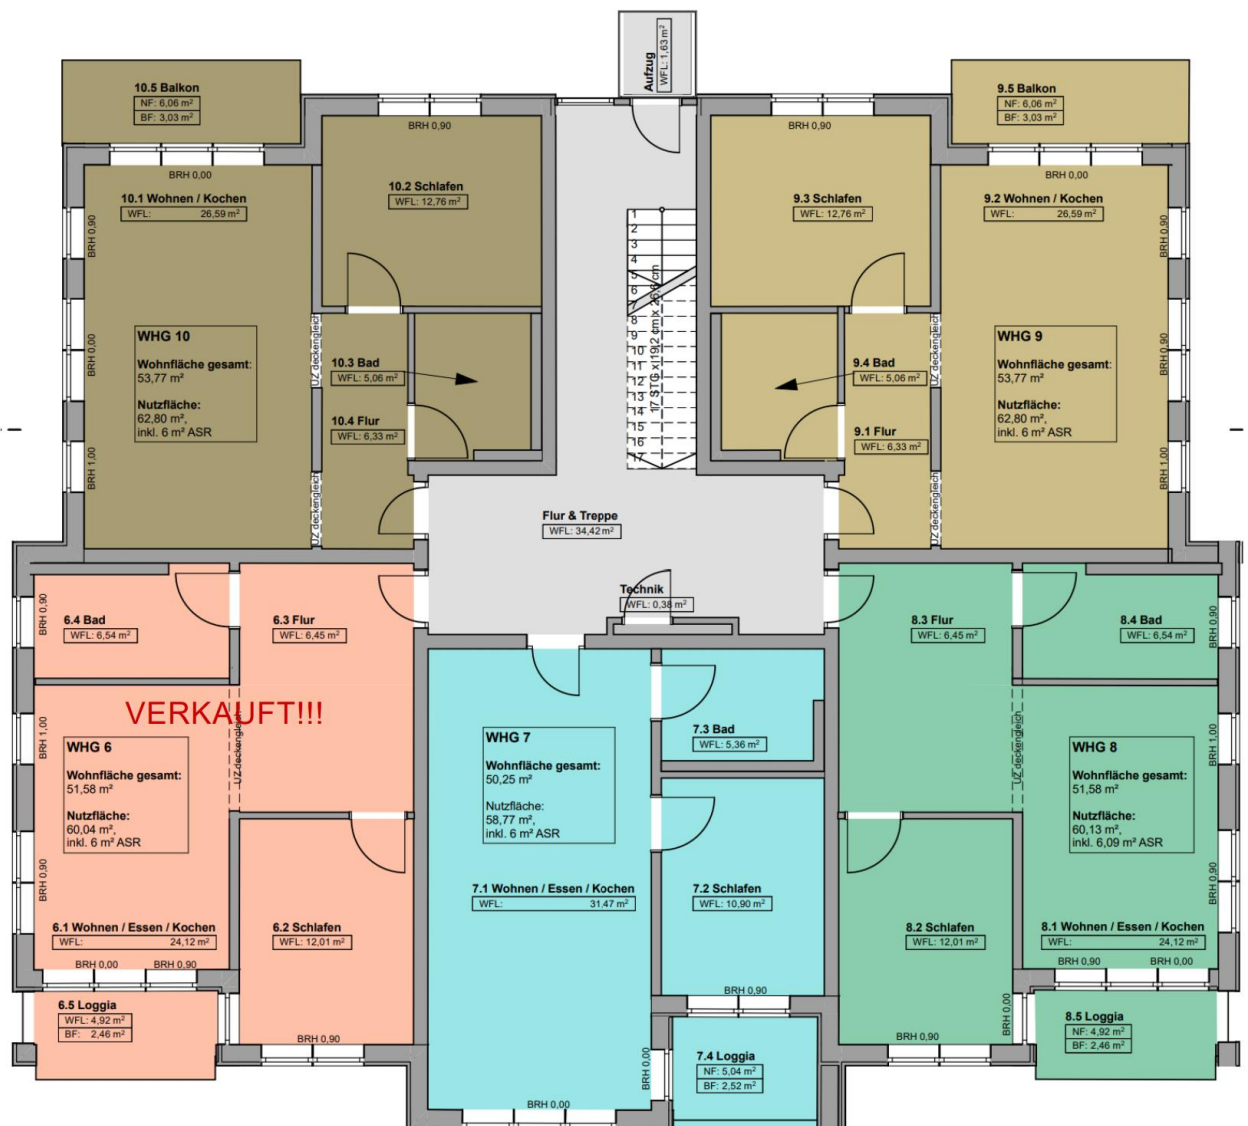 Aufzug
WFL: 1,63 m²
10.5 Balkon
NF: 6,06 m²
BF: 3,03 m²
9.5 Balkon
NF: 6,06 m²
BF: 3,03 m²
BRH 0,90
BRH 0,90
BRH 0,00
BRH 0,00
10.1 Wohnen / Kochen
WFL: 26,59 m²
10.2 Schlafen
WFL: 12,76 m²
9.3 Schlafen
WFL: 12,76 m²
9.2 Wohnen / Kochen
WFL: 26,59 m²
BRH 0,90
BRH 0,00
BRH 1,00
BRH 0,90
BRH 0,90
BRH 1,00
1
2
3
4
5
6
7
8
9
10
11
12
13
14
15
16
17
17 STG x 19,2 cm x 26,6 cm
WHG 10
Wohnfläche gesamt:
53,77 m²
Nutzfläche:
62,80 m²,
inkl. 6 m² ASR
UZ deckengleich
UZ deckengleich
10.3 Bad
WFL: 5,06 m²
10.4 Flur
WFL: 6,33 m²
9.4 Bad
WFL: 5,06 m²
9.1 Flur
WFL: 6,33 m²
UZ deckengleich
UZ deckengleich
WHG 9
Wohnfläche gesamt:
53,77 m²
Nutzfläche:
62,80 m²,
inkl. 6 m² ASR
Flur & Treppe
WFL: 34,42 m²
Technik
WFL: 0,38 m²
BRH 0,90
6.4 Bad
WFL: 6,54 m²
6.3 Flur
WFL: 6,45 m²
8.3 Flur
WFL: 6,45 m²
8.4 Bad
WFL: 6,54 m²
BRH 0,90
VERKAUFT!!!
BRH 1,00
BRH 0,90
WHG 6
Wohnfläche gesamt:
51,58 m²
Nutzfläche:
60,04 m²,
inkl. 6 m² ASR
UZ deckengleich
WHG 7
Wohnfläche gesamt:
50,25 m²
Nutzfläche:
58,77 m²,
inkl. 6 m² ASR
7.3 Bad
WFL: 5,36 m²
UZ deckengleich
WHG 8
Wohnfläche gesamt:
51,58 m²
Nutzfläche:
60,13 m²,
inkl. 6,09 m² ASR
BRH 1,00
BRH 0,90
6.1 Wohnen / Essen / Kochen
WFL: 24,12 m²
6.2 Schlafen
WFL: 12,01 m²
7.1 Wohnen / Essen / Kochen
WFL: 31,47 m²
7.2 Schlafen
WFL: 10,90 m²
8.2 Schlafen
WFL: 12,01 m²
8.1 Wohnen / Essen / Kochen
WFL: 24,12 m²
BRH 0,00
BRH 0,90
BRH 0,90
BRH 0,90
BRH 0,00
6.5 Loggia
WFL: 4,92 m²
BF: 2,46 m²
BRH 0,90
BRH 0,00
7.4 Loggia
NF: 5,04 m²
BF: 2,52 m²
BRH 0,90
BRH 0,00
8.5 Loggia
NF: 4,92 m²
BF: 2,46 m²
BRH 0,00